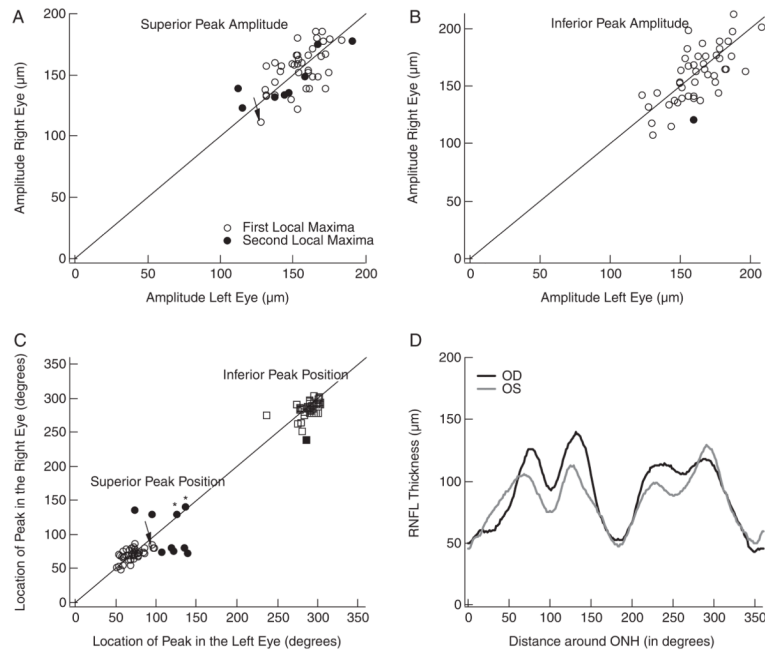 A
Superior Peak Amplitude
Amplitude Right Eye (µm)
200
150
100
50
0
First Local Maxima
Second Local Maxima
0
50
100
150
200
Amplitude Left Eye (µm)
B
Inferior Peak Amplitude
Amplitude Right Eye (µm)
200
150
100
50
0
0
50
100
150
200
Amplitude Left Eye (µm)
C
Inferior Peak Position
Superior Peak Position
* *
Location of Peak in the Right Eye (degrees)
350
300
250
200
150
100
50
0
0
50
100
150
200
250
300
350
Location of Peak in the Left Eye (degrees)
D
OD
OS
RNFL Thickness (µm)
200
150
100
50
0
0
50
100
150
200
250
300
350
Distance around ONH (in degrees)